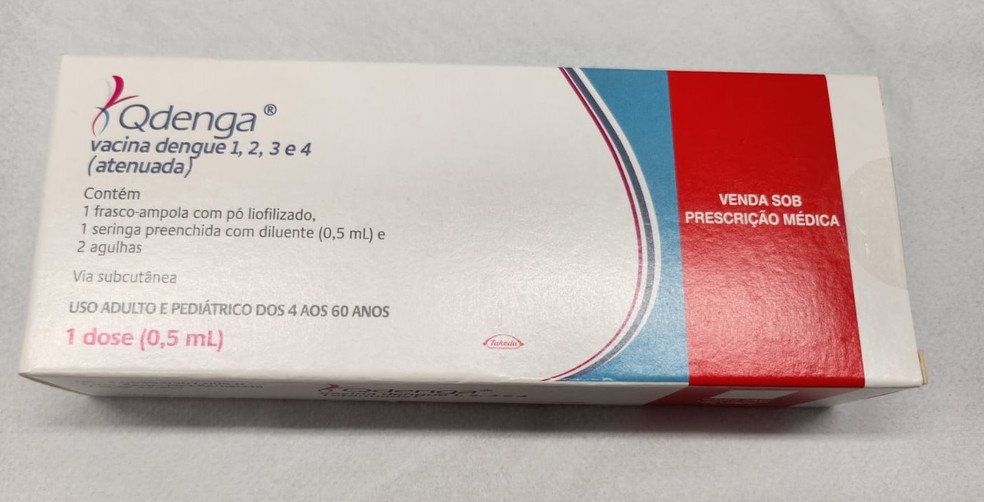 Qdenga®
vacina dengue 1, 2, 3 e 4
(atenuada)
Contém
1 frasco-ampola com pó liofilizado,
1 seringa preenchida com diluente (0,5 mL) e
2 agulhas
Via subcutânea
USO ADULTO E PEDIÁTRICO DOS 4 AOS 60 ANOS
1 dose (0,5 mL)
Takeda
VENDA SOB
PRESCRIÇÃO MÉDICA
Qdenga®